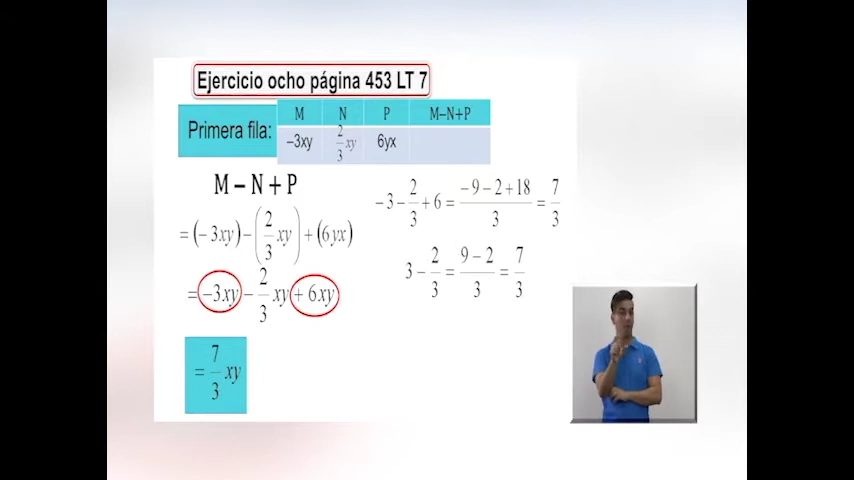 Ejercicio ocho página 453 LT 7
Primera fila:
M N P M–N+P
–3xy 2/3 xy 6yx
M – N + P
= (– 3xy) – (2/3 xy) + (6yx)
= –3xy – 2/3 xy + 6xy
= 7/3 xy
–3 – 2/3 + 6 = (–9 – 2 + 18)/3 = 7/3
3 – 2/3 = (9 – 2)/3 = 7/3